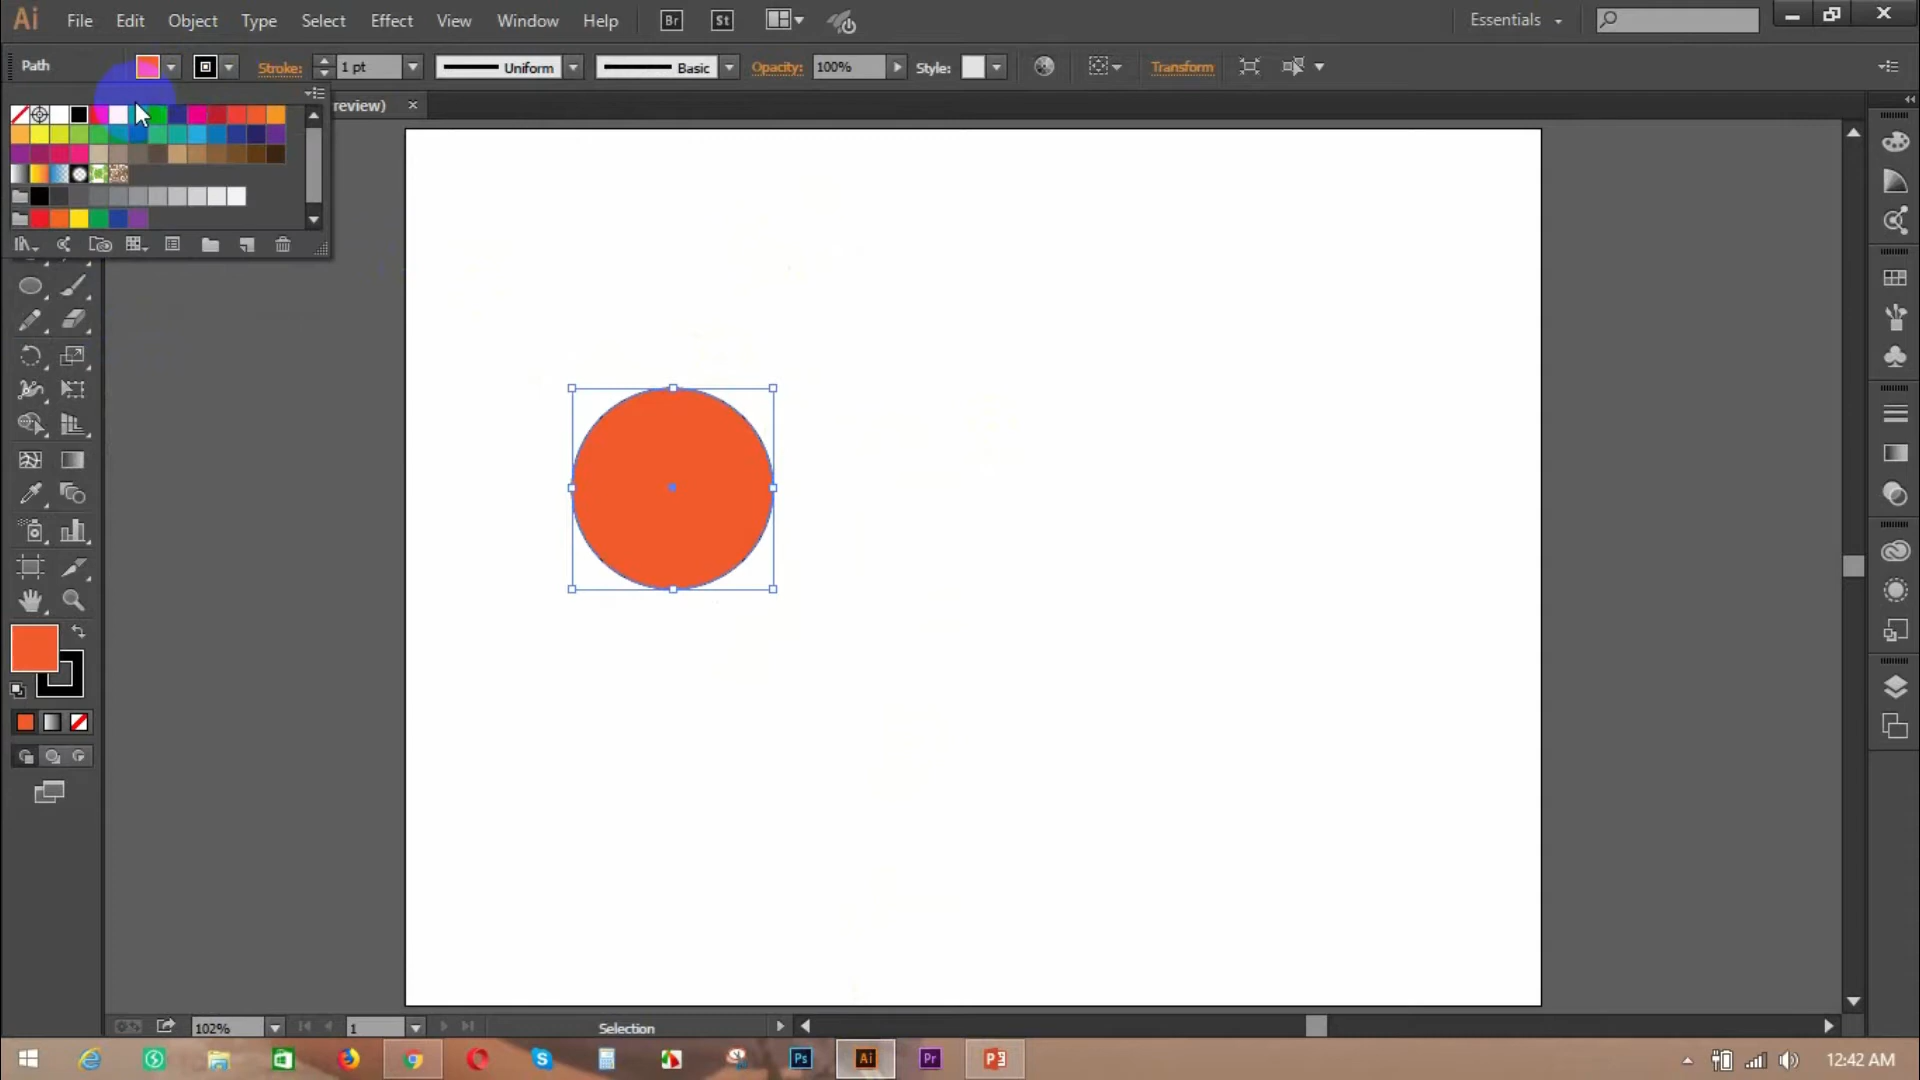 Ai File Edit Object Type Select Effect View Window Help Br St Essentials
Path Stroke: 1 pt Uniform Basic Opacity: 100% Style: Transform
review)
102% 1 Selection
Ps Ai Pr 12:42 AM